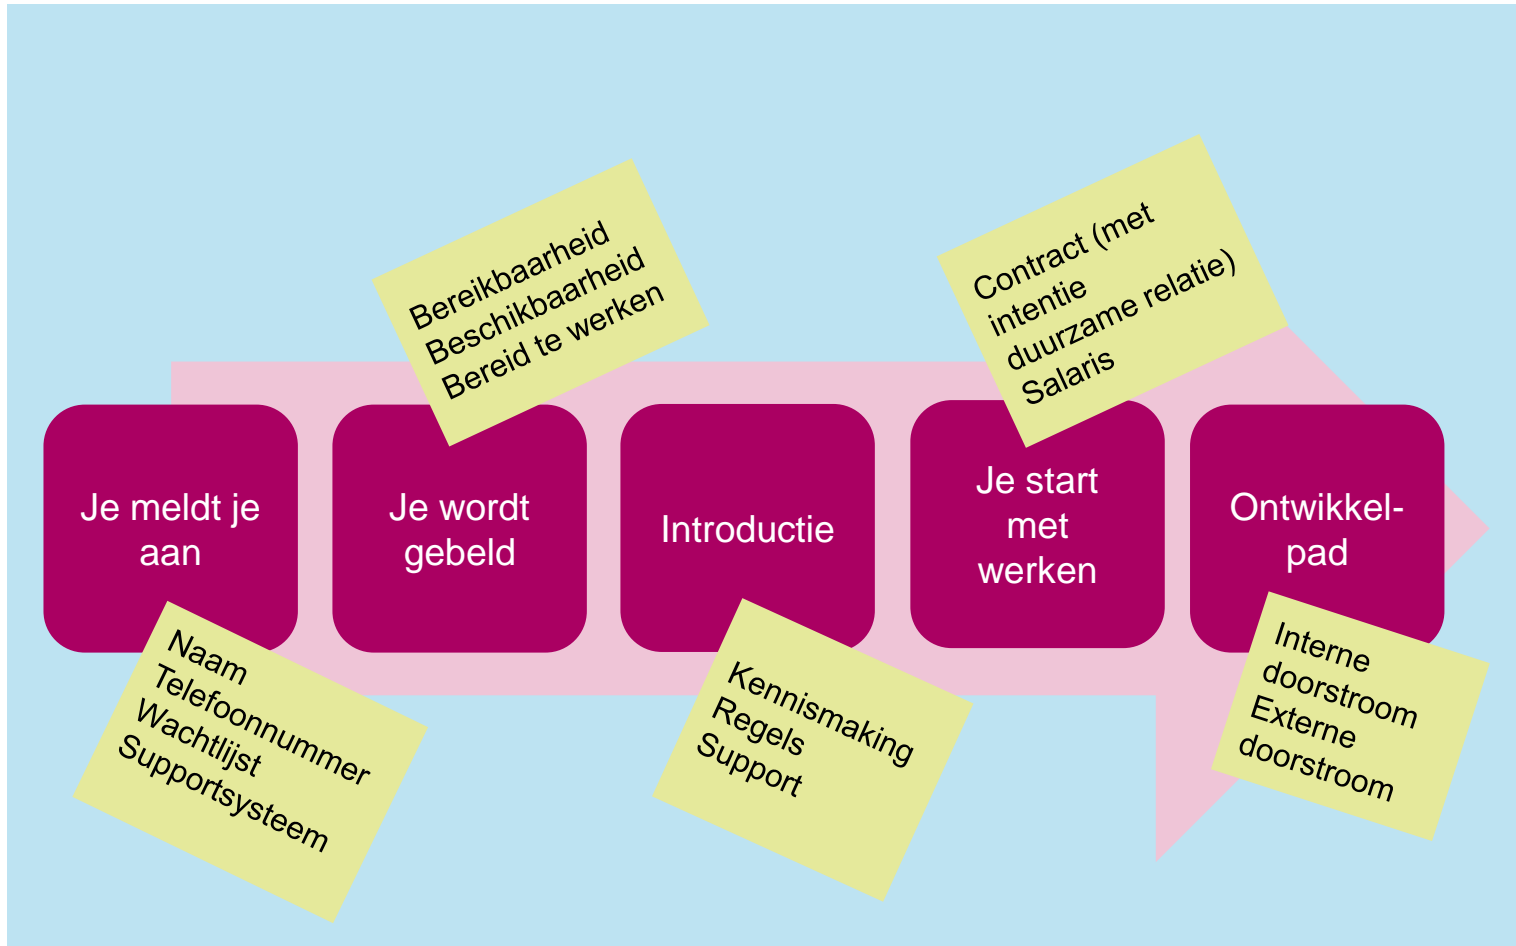 Je meldt je
aan
Naam
Telefoonnummer
Wachtlijst
Supportsysteem
Je wordt
gebeld
Bereikbaarheid
Beschikbaarheid
Bereid te werken
Introductie
Kennismaking
Regels
Support
Je start
met
werken
Contract (met
intentie
duurzame relatie)
Salaris
Ontwikkel-
pad
Interne
doorstroom
Externe
doorstroom